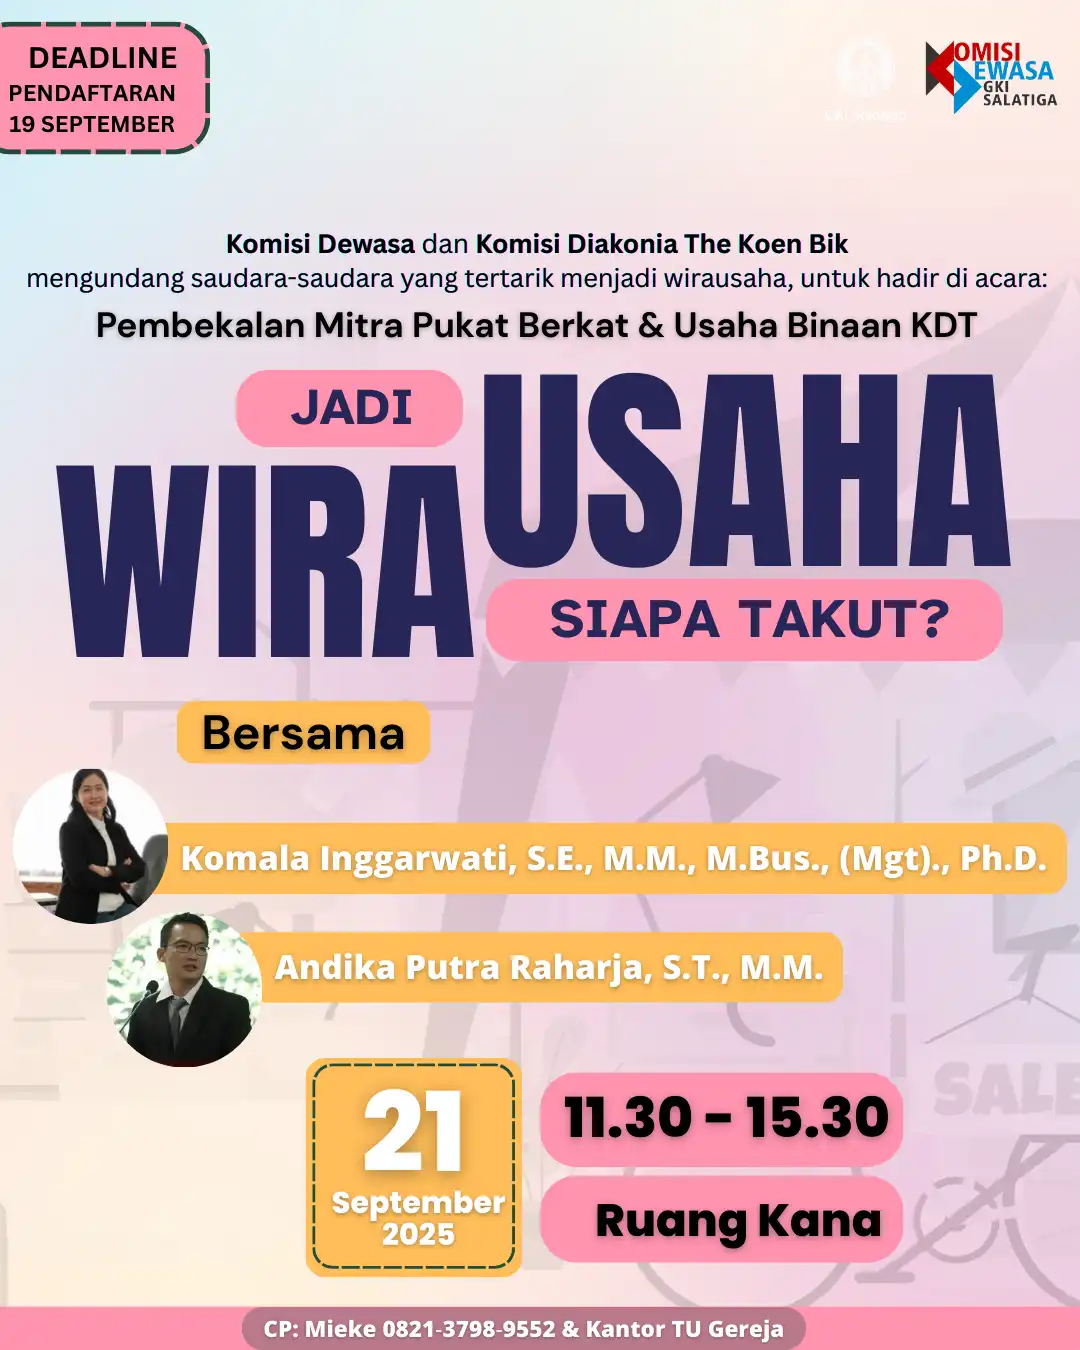 DEADLINE
PENDAFTARAN
19 SEPTEMBER
KOMISI
DEWASA
GKI
SALATIGA
Komisi Dewasa dan Komisi Diakonia The Koen Bik
mengundang saudara-saudara yang tertarik menjadi wirausaha, untuk hadir di acara:
Pembekalan Mitra Pukat Berkat & Usaha Binaan KDT
JADI
WIRAUSAHA
SIAPA TAKUT?
Bersama
Komala Inggarwati, S.E., M.M., M.Bus., (Mgt)., Ph.D.
Andika Putra Raharja, S.T., M.M.
21
September
2025
11.30 - 15.30
Ruang Kana
SALE
CP: Mieke 0821-3798-9552 & Kantor TU Gereja